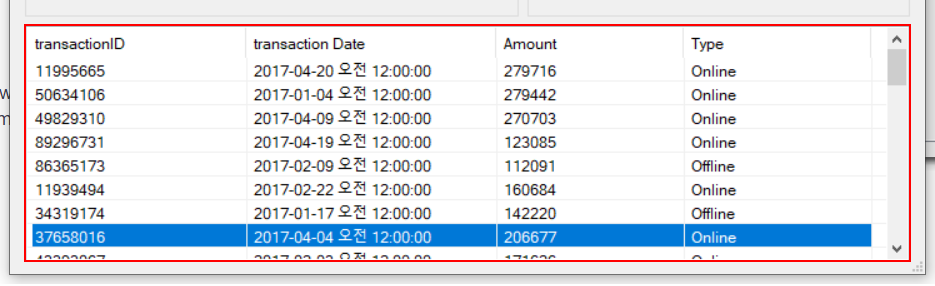 transactionID transaction Date Amount Type
11995665 2017-04-20 오전 12:00:00 279716 Online
50634106 2017-01-04 오전 12:00:00 279442 Online
49829310 2017-04-09 오전 12:00:00 270703 Online
89296731 2017-04-19 오전 12:00:00 123085 Online
86365173 2017-02-09 오전 12:00:00 112091 Offline
11939494 2017-02-22 오전 12:00:00 160684 Online
34319174 2017-01-17 오전 12:00:00 142220 Offline
37658016 2017-04-04 오전 12:00:00 206677 Online